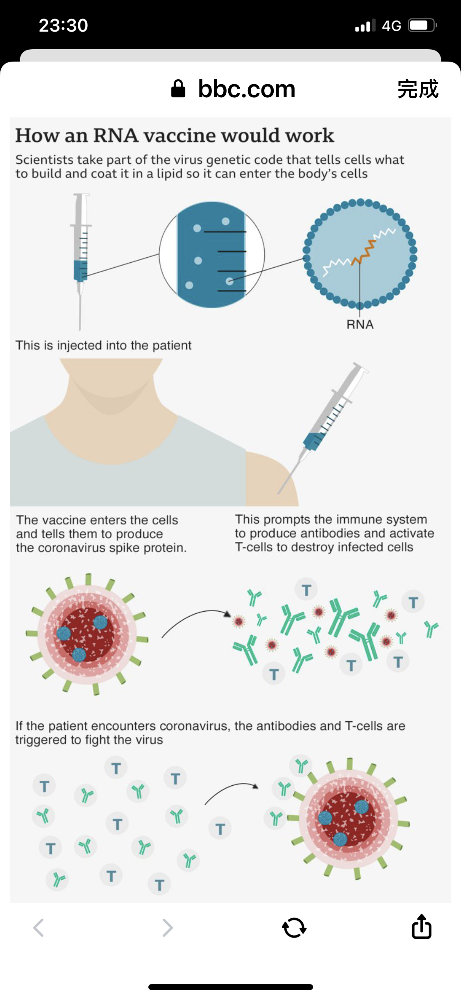 23:30
4G
bbc.com
完成
How an RNA vaccine would work
Scientists take part of the virus genetic code that tells cells what
to build and coat it in a lipid so it can enter the body's cells
RNA
This is injected into the patient
The vaccine enters the cells
and tells them to produce
the coronavirus spike protein.
This prompts the immune system
to produce antibodies and activate
T-cells to destroy infected cells
T
T
T
T
T
If the patient encounters coronavirus, the antibodies and T-cells are
triggered to fight the virus
T
T
T
T
T
T
T
T